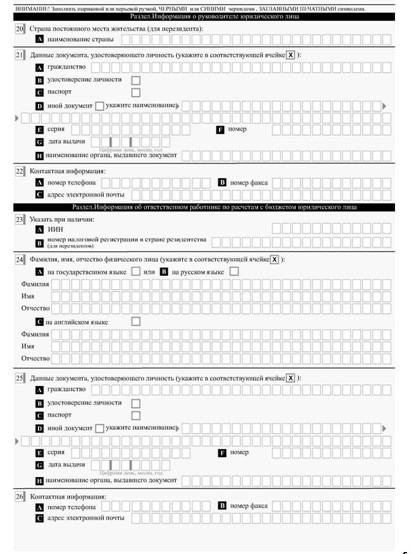 ВНИМАНИЕ! Заполнять шариковой или перьевой ручкой, ЧЕРНЫМИ или СИНИМИ чернилами, ЗАГЛАВНЫМИ ПЕЧАТНЫМИ символами.
Раздел.Информация о руководителе юридического лица
20 Страна постоянного места жительства (для нерезидента):
A наименование страны
21 Данные документа, удостоверяющего личность (укажите в соответствующей ячейке X ):
A гражданство
B удостоверение личности
C паспорт
D иной документ укажите наименование
E серия F номер
G дата выдачи
Цифрами день, месяц, год
H наименование органа, выдавшего документ
22 Контактная информация:
A номер телефона B номер факса
C адрес электронной почты
Раздел.Информация об ответственном работнике по расчетам с бюджетом юридического лица
23 Указать при наличии:
A ИИН
B номер налоговой регистрации в стране резидентства
(для нерезидентов)
24 Фамилия, имя, отчество физического лица (укажите в соответствующей ячейке X ):
A на государственном языке или B на русском языке
Фамилия
Имя
Отчество
C на английском языке
Фамилия
Имя
Отчество
25 Данные документа, удостоверяющего личность (укажите в соответствующей ячейке X ):
A гражданство
B удостоверение личности
C паспорт
D иной документ укажите наименование
E серия F номер
G дата выдачи
Цифрами день, месяц, год
H наименование органа, выдавшего документ
26 Контактная информация:
A номер телефона B номер факса
C адрес электронной почты